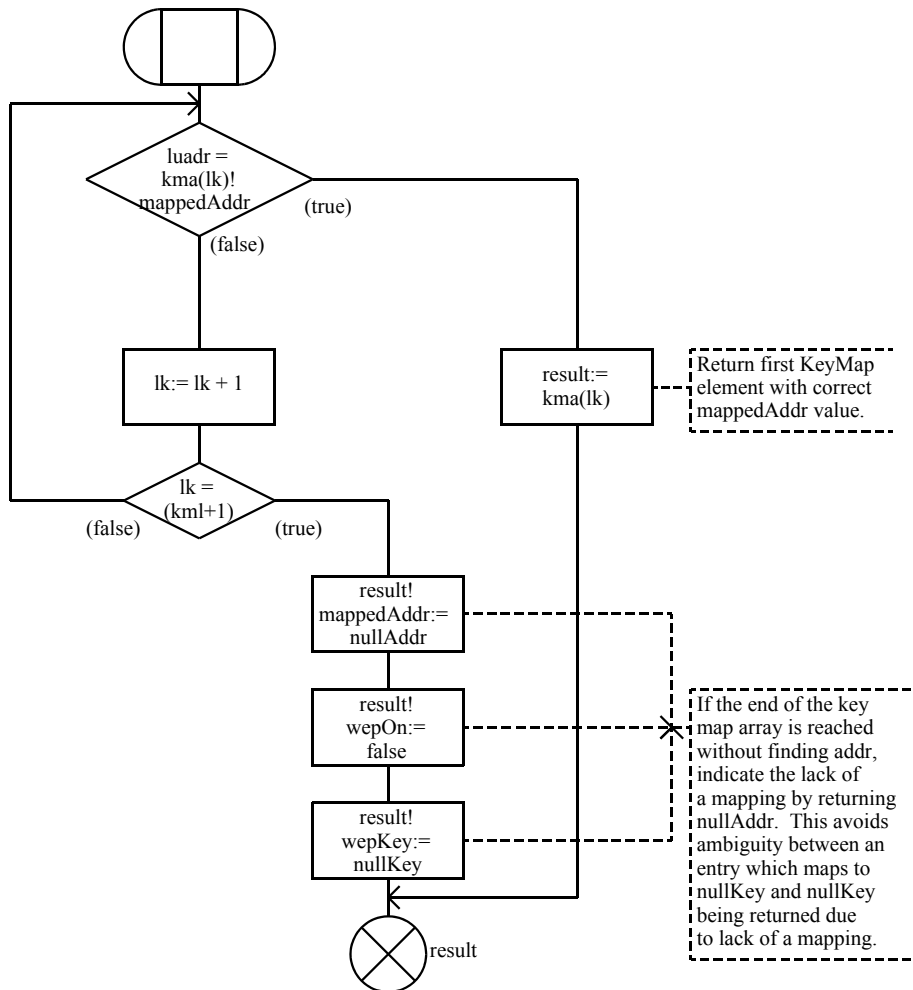 luadr =
kma(lk)!
mappedAddr
(true)
(false)
lk:= lk + 1
result:=
kma(lk)
Return first KeyMap
element with correct
mappedAddr value.
lk =
(kml+1)
(false)
(true)
result!
mappedAddr:=
nullAddr
result!
wepOn:=
false
result!
wepKey:=
nullKey
If the end of the key
map array is reached
without finding addr,
indicate the lack of
a mapping by returning
nullAddr.  This avoids
ambiguity between an
entry which maps to
nullKey and nullKey
being returned due
to lack of a mapping.
result